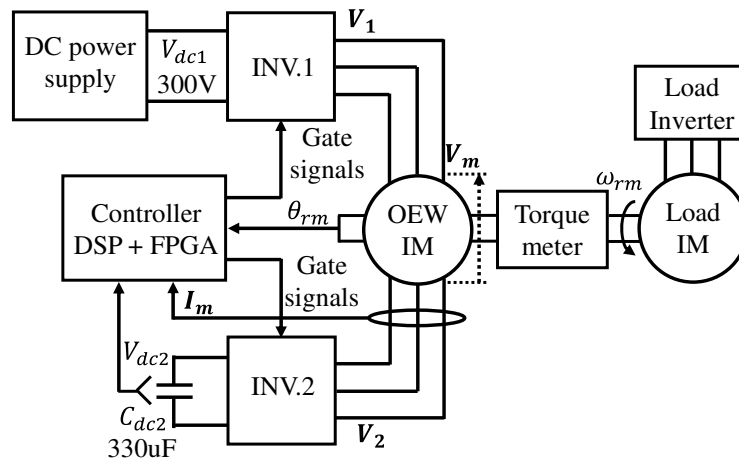 DC power
supply
V_dc1
300V
INV.1
V_1
Gate
signals
V_m
Load
Inverter
Controller
DSP + FPGA
θ_rm
OEW
IM
Torque
meter
ω_rm
Load
IM
Gate
signals
I_m
V_dc2
C_dc2
330uF
INV.2
V_2